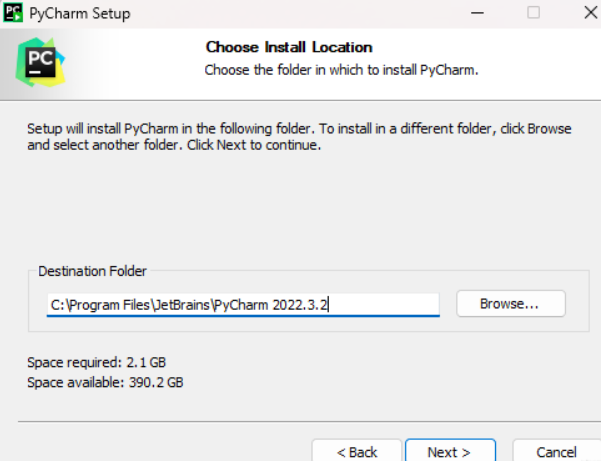 PyCharm Setup
PC
Choose Install Location
Choose the folder in which to install PyCharm.
PC
Setup will install PyCharm in the following folder. To install in a different folder, click Browse
and select another folder. Click Next to continue.
Destination Folder
C:\Program Files\JetBrains\PyCharm 2022.3.2
Browse...
Space required: 2.1 GB
Space available: 390.2 GB
< Back
Next >
Cancel